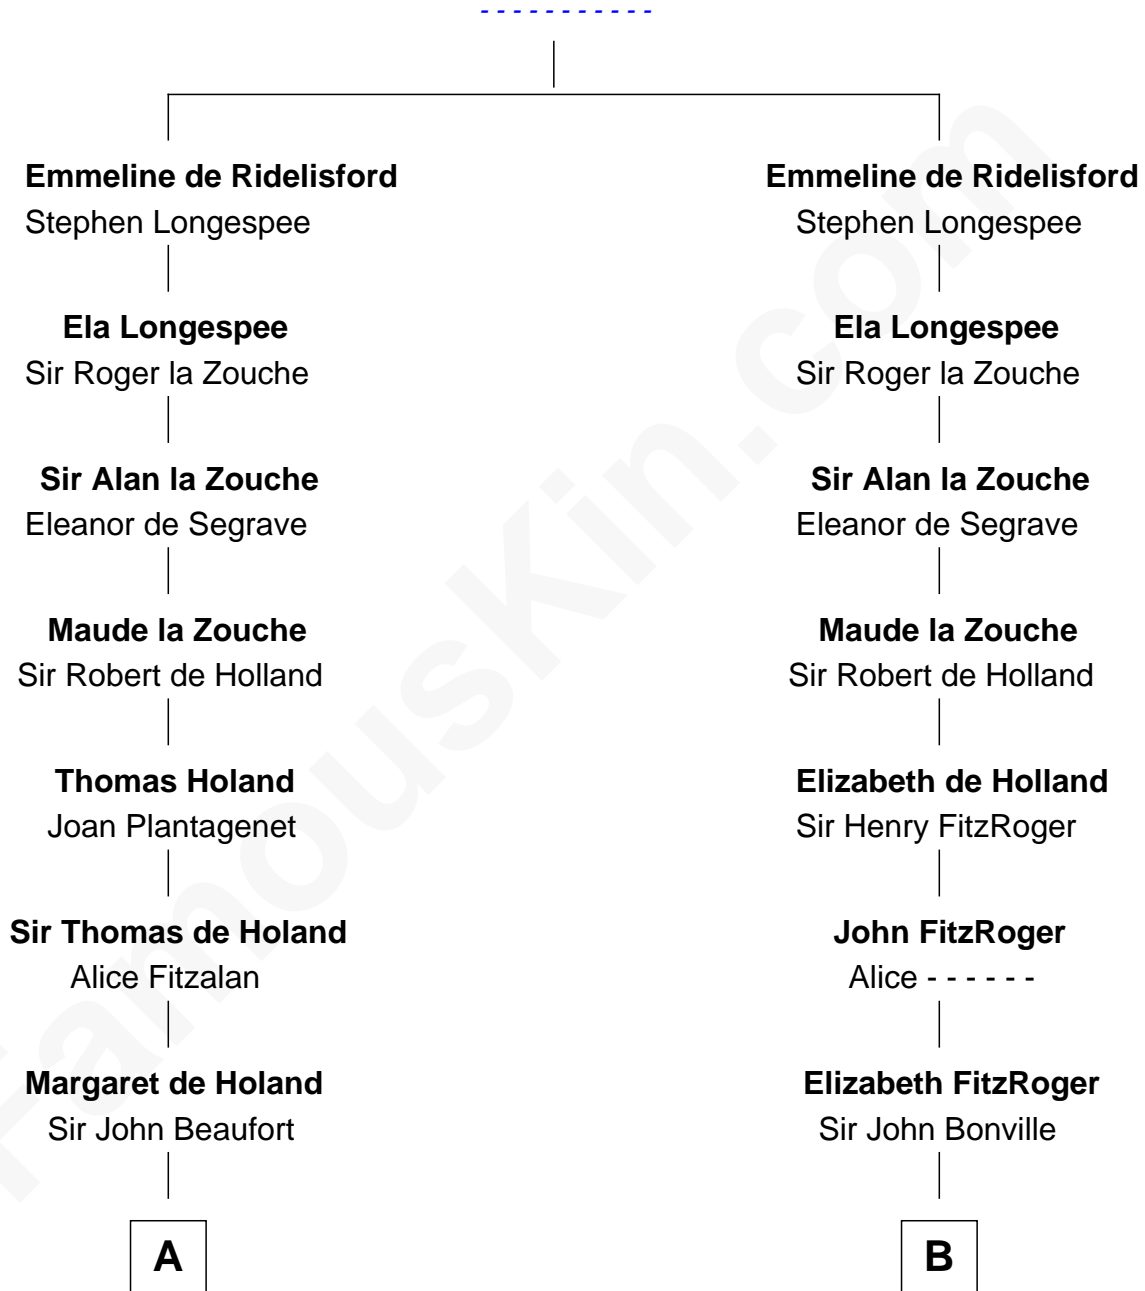 - - - - - - - - - - -
Emmeline de Ridelisford Emmeline de Ridelisford
Stephen Longespee Stephen Longespee
Ela Longespee Ela Longespee
Sir Roger la Zouche Sir Roger la Zouche
Sir Alan la Zouche Sir Alan la Zouche
Eleanor de Segrave Eleanor de Segrave
Maude la Zouche Maude la Zouche
Sir Robert de Holland Sir Robert de Holland
Thomas Holand Elizabeth de Holland
Joan Plantagenet Sir Henry FitzRoger
Sir Thomas de Holand John FitzRoger
Alice Fitzalan Alice - - - - - -
Margaret de Holand Elizabeth FitzRoger
Sir John Beaufort Sir John Bonville
A B
FamousKin.com